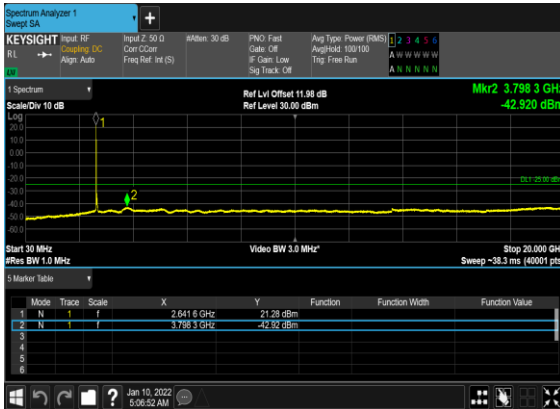 Spectrum Analyzer 1
Swept SA
+
KEYSIGHT Input: RF
RL Coupling: DC
Align: Auto
Input Z: 50 Ω
Corr CCorr
Freq Ref: Int (S)
#Atten: 30 dB
PNO: Fast
Gate: Off
IF Gain: Low
Sig Track: Off
Avg Type: Power (RMS)
Avg|Hold: 100/100
Trig: Free Run
1 2 3 4 5 6
A W W W W W
A N N N N N
1 Spectrum
Scale/Div 10 dB
Ref Lvl Offset 11.98 dB
Ref Level 30.00 dBm
Mkr2 3.798 3 GHz
-42.920 dBm
Log
20.0
10.0
0.00
-10.0
-20.0
-30.0
-40.0
-50.0
-60.0
1
2
DL1 -25.00 dBm
Start 30 MHz
#Res BW 1.0 MHz
Video BW 3.0 MHz*
Stop 20.000 GHz
Sweep ~38.3 ms (40001 pts)
5 Marker Table
Mode Trace Scale X Y Function Function Width Function Value
1 N 1 f 2.641 6 GHz 21.28 dBm
2 N 1 f 3.798 3 GHz -42.92 dBm
3
4
5
6
? Jan 10, 2022
5:06:52 AM